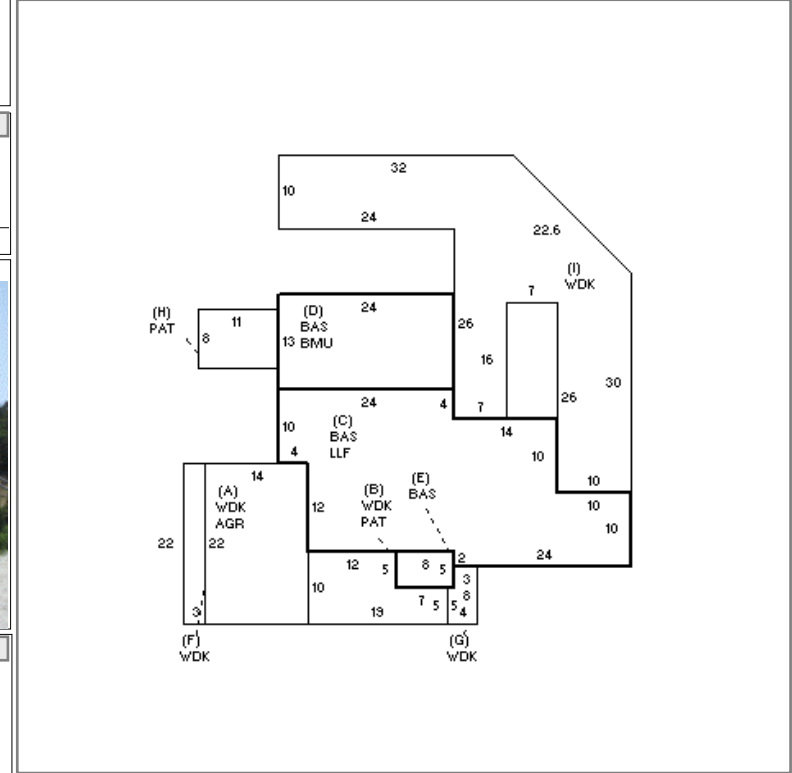 32
10
24
22.6
(I)
WDK
7
(H)
PAT
11
8
(D)
BAS
BMU
24
13
26
16
30
26
24
4
7
14
10
4
(C)
BAS
LLF
10
10
10
10
14
(A)
WDK
AGR
(B)
WDK
PAT
(E)
BAS
12
22
22
12
5
8
5
2
24
10
3
8
7
5
5
4
19
3
(F)
WDK
(G)
WDK